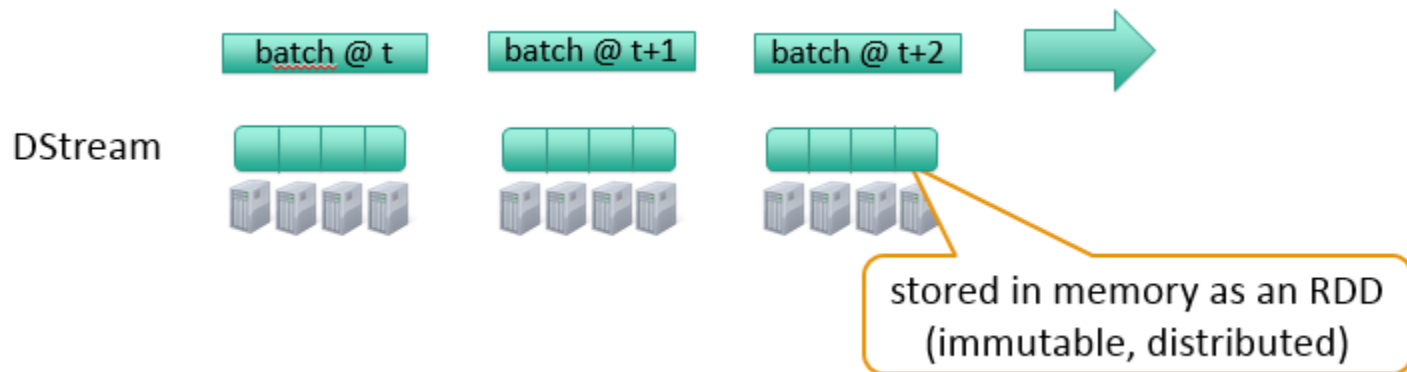 batch @ t
batch @ t+1
batch @ t+2
DStream
stored in memory as an RDD
(immutable, distributed)